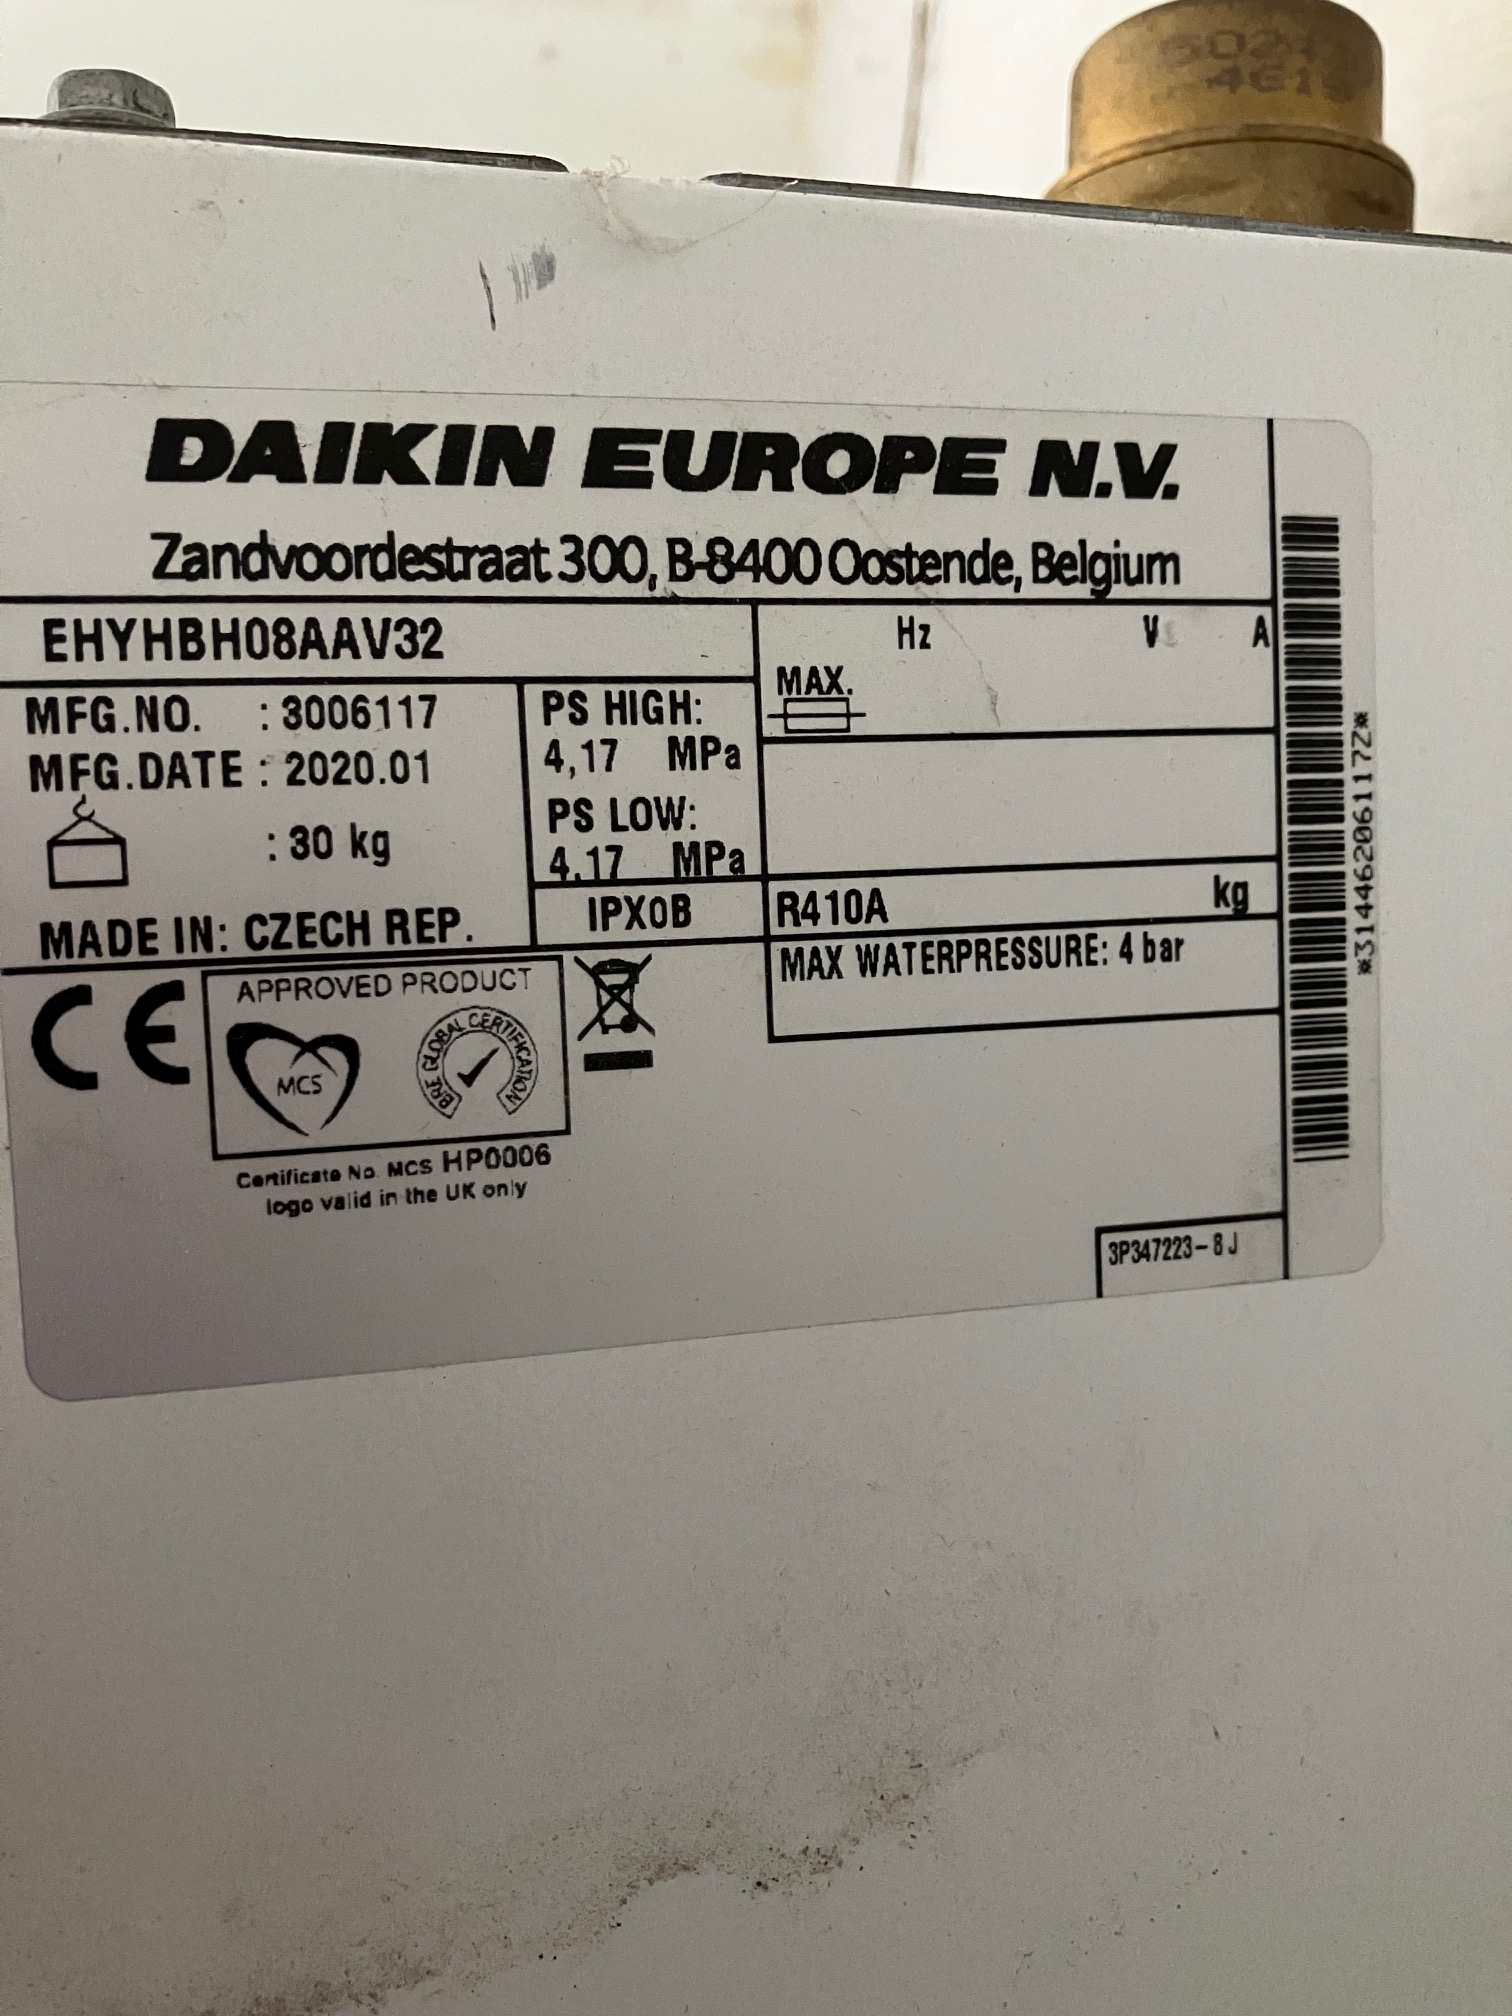 DAIKIN EUROPE N.V.
Zandvoordestraat 300, B-8400 Oostende, Belgium
EHYHBH08AAV32
Hz V A
MAX.
MFG.NO. : 3006117
MFG.DATE : 2020.01
: 30 kg
MADE IN: CZECH REP.
PS HIGH:
4,17 MPa
PS LOW:
4.17 MPa
IPX0B
R410A kg
MAX WATERPRESSURE: 4 bar
CE
APPROVED PRODUCT
MCS
BRE GLOBAL CERTIFICATION
Certificate No. MCS HP0006
logo valid in the UK only
3P347223-8J
*31446206117Z*